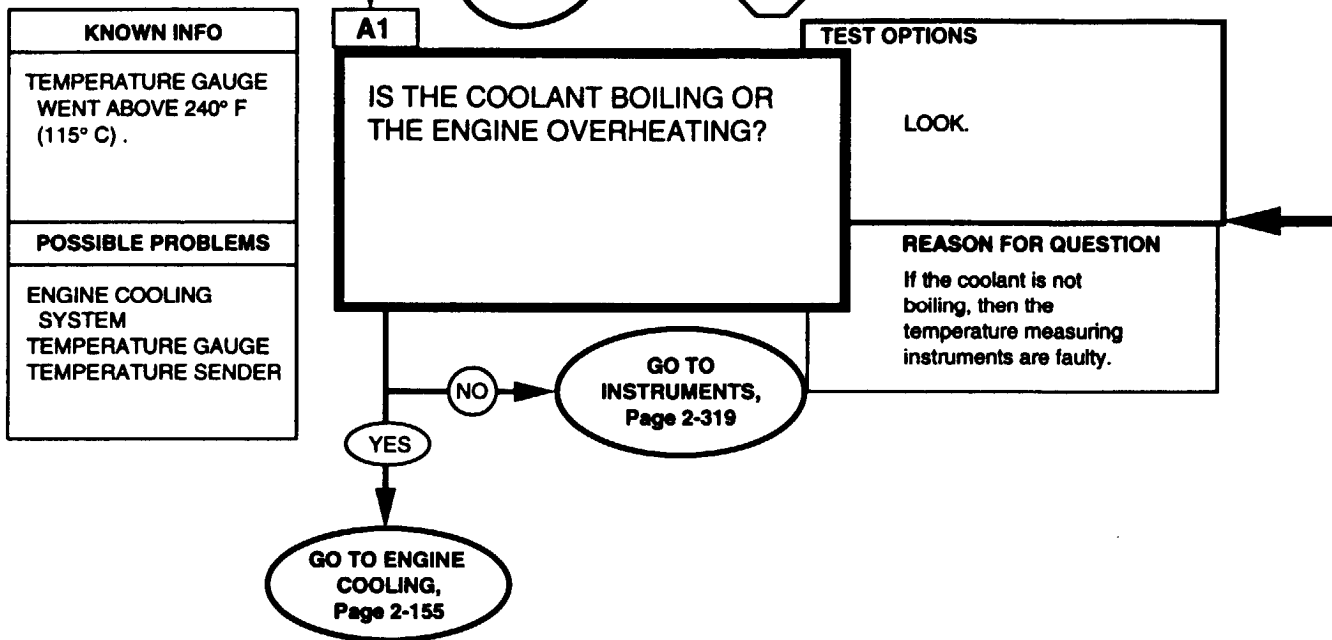 KNOWN INFO
TEMPERATURE GAUGE
WENT ABOVE 240° F
(115° C) .
POSSIBLE PROBLEMS
ENGINE COOLING
SYSTEM
TEMPERATURE GAUGE
TEMPERATURE SENDER
A1
IS THE COOLANT BOILING OR
THE ENGINE OVERHEATING?
TEST OPTIONS
LOOK.
REASON FOR QUESTION
If the coolant is not
boiling, then the
temperature measuring
instruments are faulty.
NO
GO TO
INSTRUMENTS,
Page 2-319
YES
GO TO ENGINE
COOLING,
Page 2-155